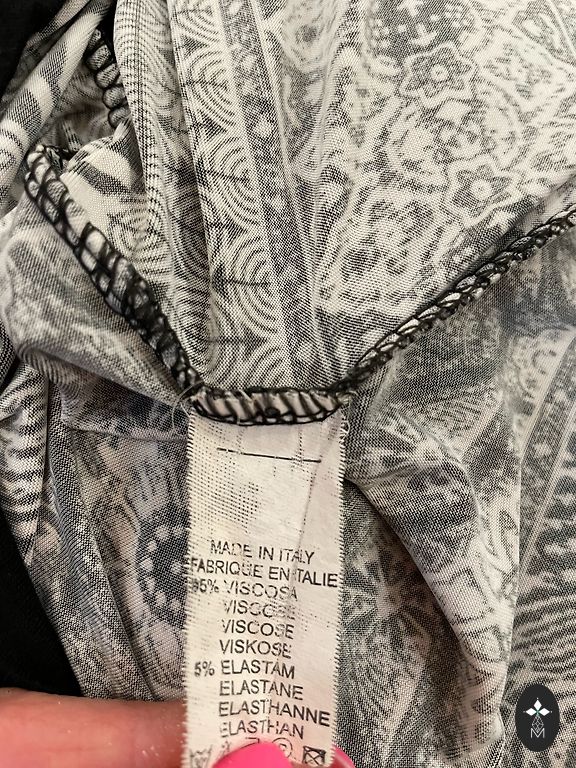 MADE IN ITALY
FABRIQUE EN ITALIE
95% VISCOSA
VISCOSE
VISCOSE
VISKOSE
5% ELASTAM
ELASTANE
ELASTHANNE
ELASTHAN
M